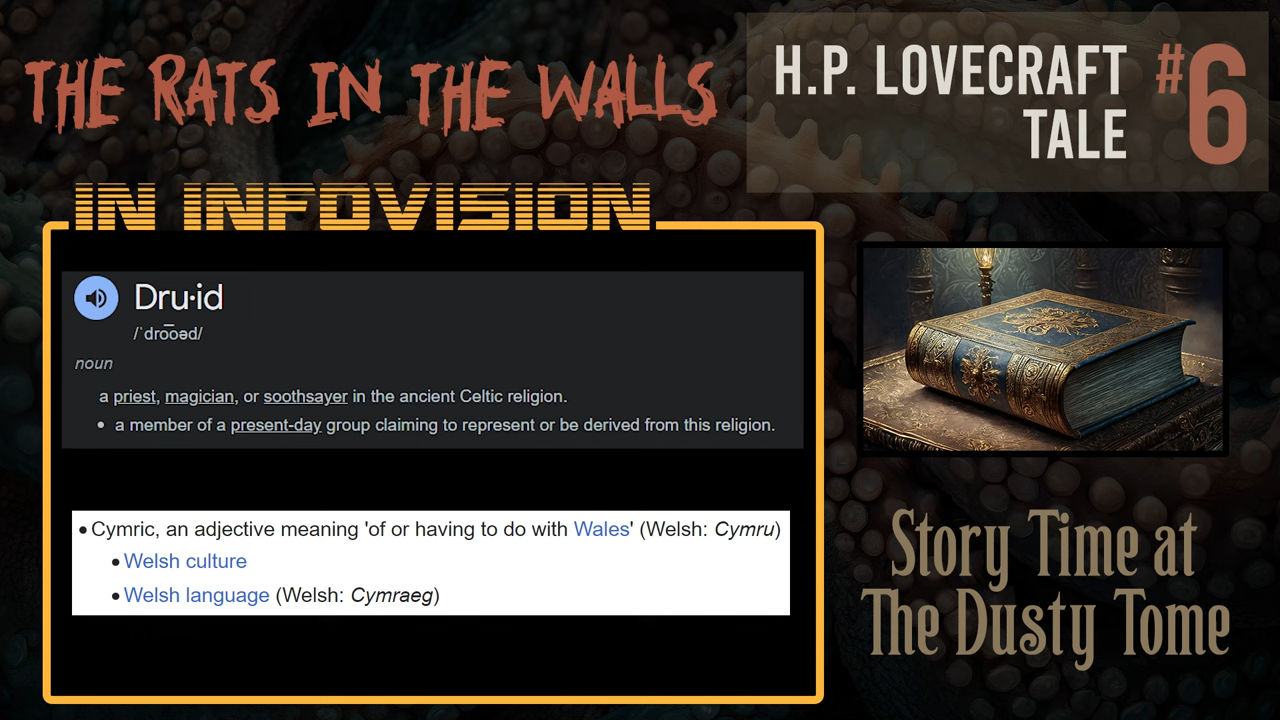 THE RATS IN THE WALLS
H.P. LOVECRAFT
TALE
#6
IN INFOVISION
Dru·id
/ˈdro͞oəd/
noun
a priest, magician, or soothsayer in the ancient Celtic religion.
• a member of a present-day group claiming to represent or be derived from this religion.
• Cymric, an adjective meaning 'of or having to do with Wales' (Welsh: Cymru)
• Welsh culture
• Welsh language (Welsh: Cymraeg)
Story Time at
The Dusty Tome